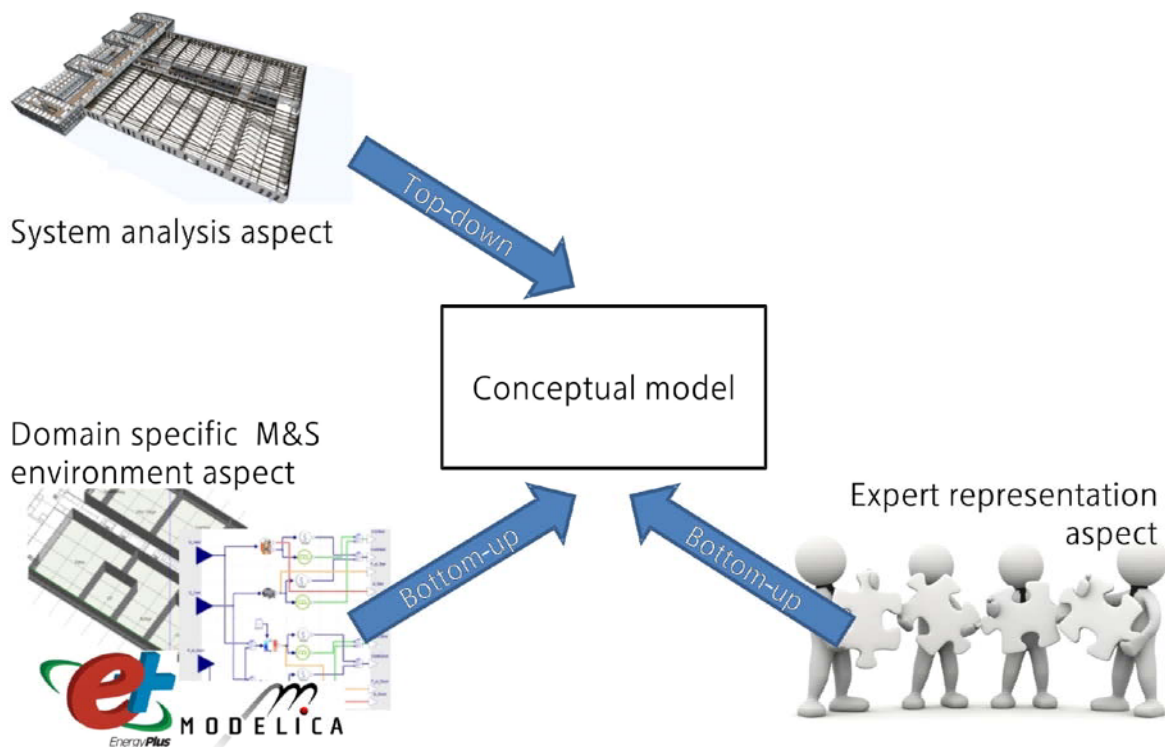 Top-down
System analysis aspect
Conceptual model
Domain specific M&S
environment aspect
Expert representation
aspect
Bottom-up
Bottom-up
e+
EnergyPlus
MODELICA